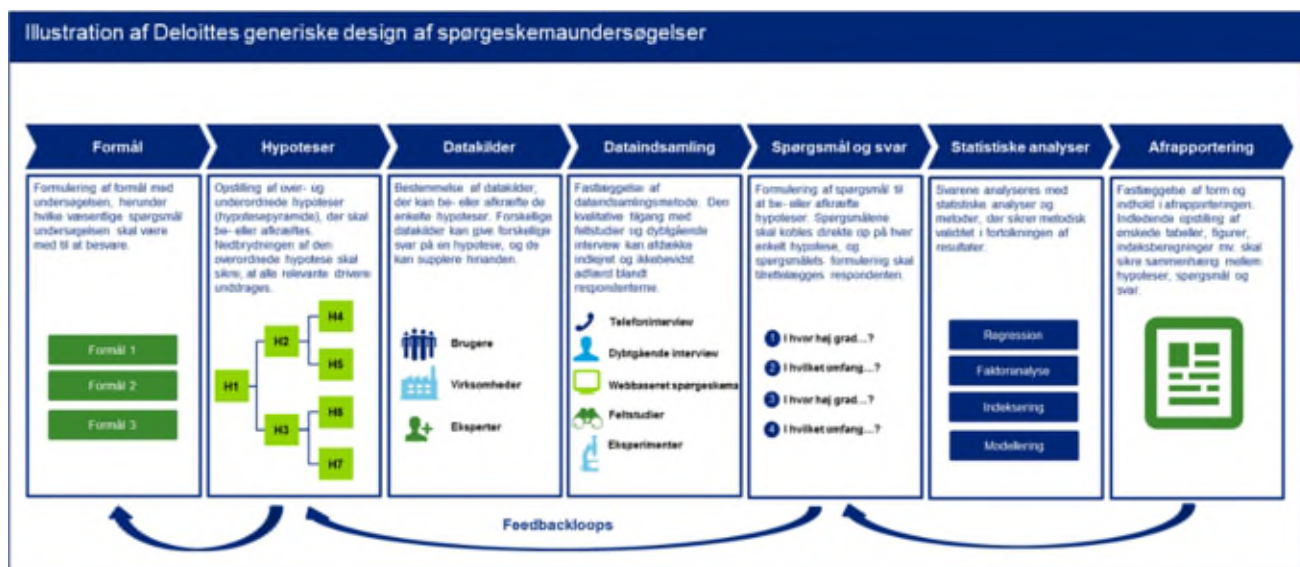 Illustration af Deloittes generiske design af spørgeskemaundersøgelser
Formål
Formulering af formål med
undersøgelsen, herunder
hvilke væsentlige spørgsmål
undersøgelsen skal være
med til at besvare.
Formål 1
Formål 2
Formål 3
Hypoteser
Opstilling af over- og
underordnede hypoteser
(hypotesepyramide), der skal
be- eller afkræftes.
Nedbrydningen af den
overordnede hypotese skal
sikre, at alle relevante drivere
unddrages.
H1
H2
H3
H4
H5
H6
H7
Datakilder
Bestemmelse af datakilder,
der kan be- eller afkræfte de
enkelte hypoteser. Forskellige
datakilder kan give forskellige
svar på en hypotese, og de
kan supplere hinanden.
Brugere
Virksomheder
Eksperter
Dataindsamling
Fastlæggelse af
dataindsamlingsmetode. Den
kvalitative tilgang med
feltstudier og dybtgående
interview kan afdække
indlejret og ikkebevidst
adfærd blandt
respondenterne.
Telefoninterview
Dybtgående interview
Webbaseret spørgeskema
Feltstudier
Eksperimenter
Spørgsmål og svar
Formulering af spørgsmål til
at be- eller afkræfte
hypoteser. Spørgsmålene
skal kobles direkte op på hver
enkelt hypotese, og
spørgsmålets formulering skal
tilrettelægges respondenten.
1 I hvor høj grad...?
2 I hvilket omfang...?
3 I hvor høj grad...?
4 I hvilket omfang...?
Statistiske analyser
Svarene analyseres med
statistiske analyser og
metoder, der sikrer metodisk
validitet i fortolkningen af
resultater.
Regression
Faktoranalyse
Indeksering
Modellering
Afrapportering
Fastlæggelse af form og
indhold i afrapporteringen.
Indledende opstilling af
ønskede tabeller, figurer,
indeksberegninger mv. skal
sikre sammenhæng mellem
hypoteser, spørgsmål og
svar.
Feedbackloops